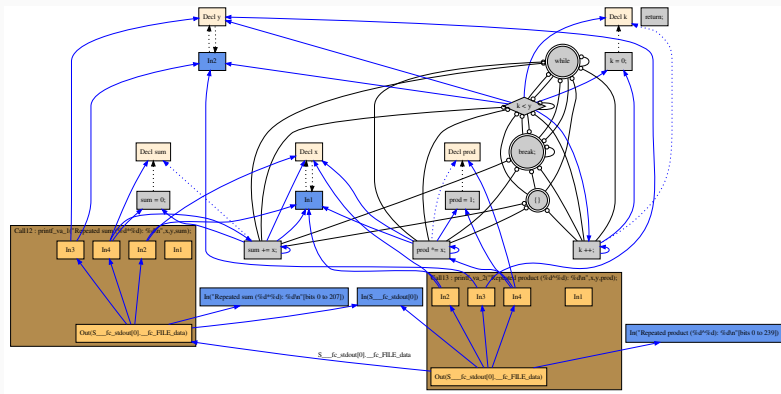 Decl y
Decl k
return;
while
In2
k = 0;
k < y
Decl sum
Decl x
Decl prod
break;
sum = 0;
In1
prod = 1;
{}
Call12 : printf_va_1("Repeated sum (%d*%d): %d\n",x,y,sum);
In3
In4
In2
In1
sum += x;
prod *= x;
k ++;
Call13 : printf_va_2("Repeated product (%d*%d): %d\n",x,y,prod);
In2
In3
In4
In1
In("Repeated sum (%d*%d): %d\n"[bits 0 to 207])
In(S___fc_stdout[0])
Out(S___fc_stdout[0].__fc_FILE_data)
In("Repeated product (%d*%d): %d\n"[bits 0 to 239])
S___fc_stdout[0].__fc_FILE_data
Out(S___fc_stdout[0].__fc_FILE_data)